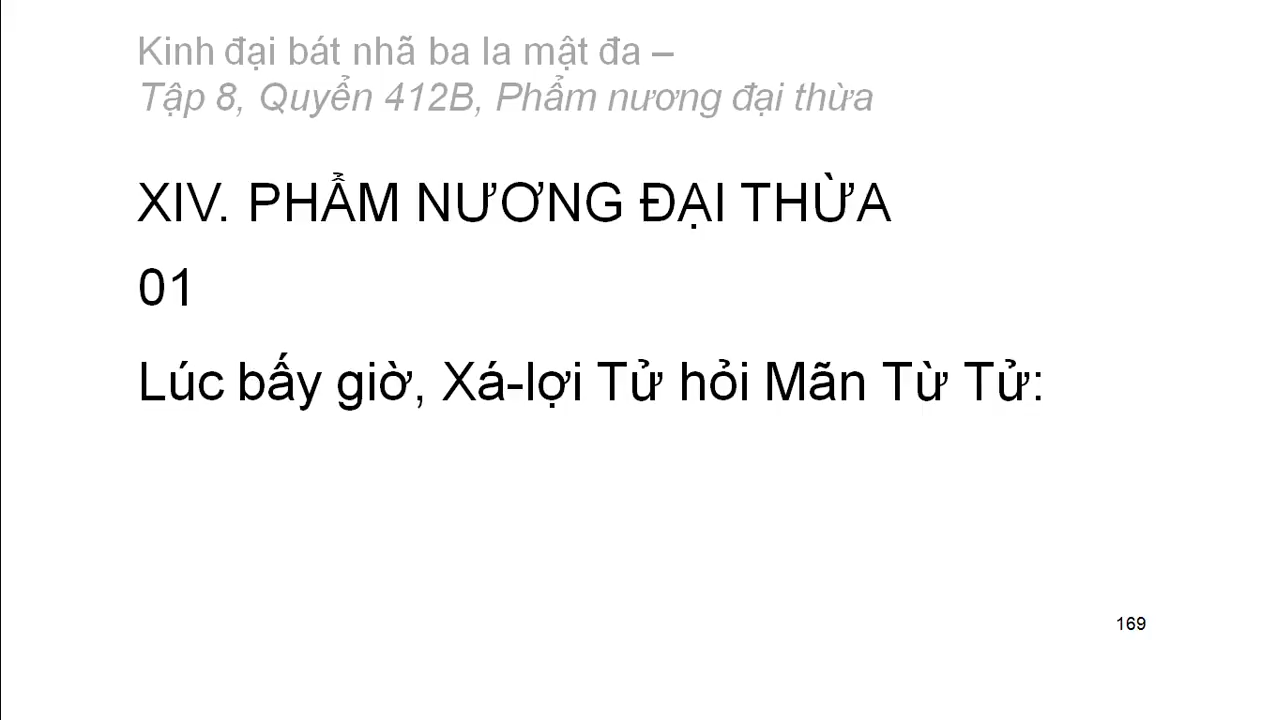 Kinh đại bát nhã ba la mật đa –
Tập 8, Quyển 412B, Phẩm nương đại thừa
XIV. PHẨM NƯƠNG ĐẠI THỪA
01
Lúc bấy giờ, Xá-lợi Tử hỏi Mãn Từ Tử:
169